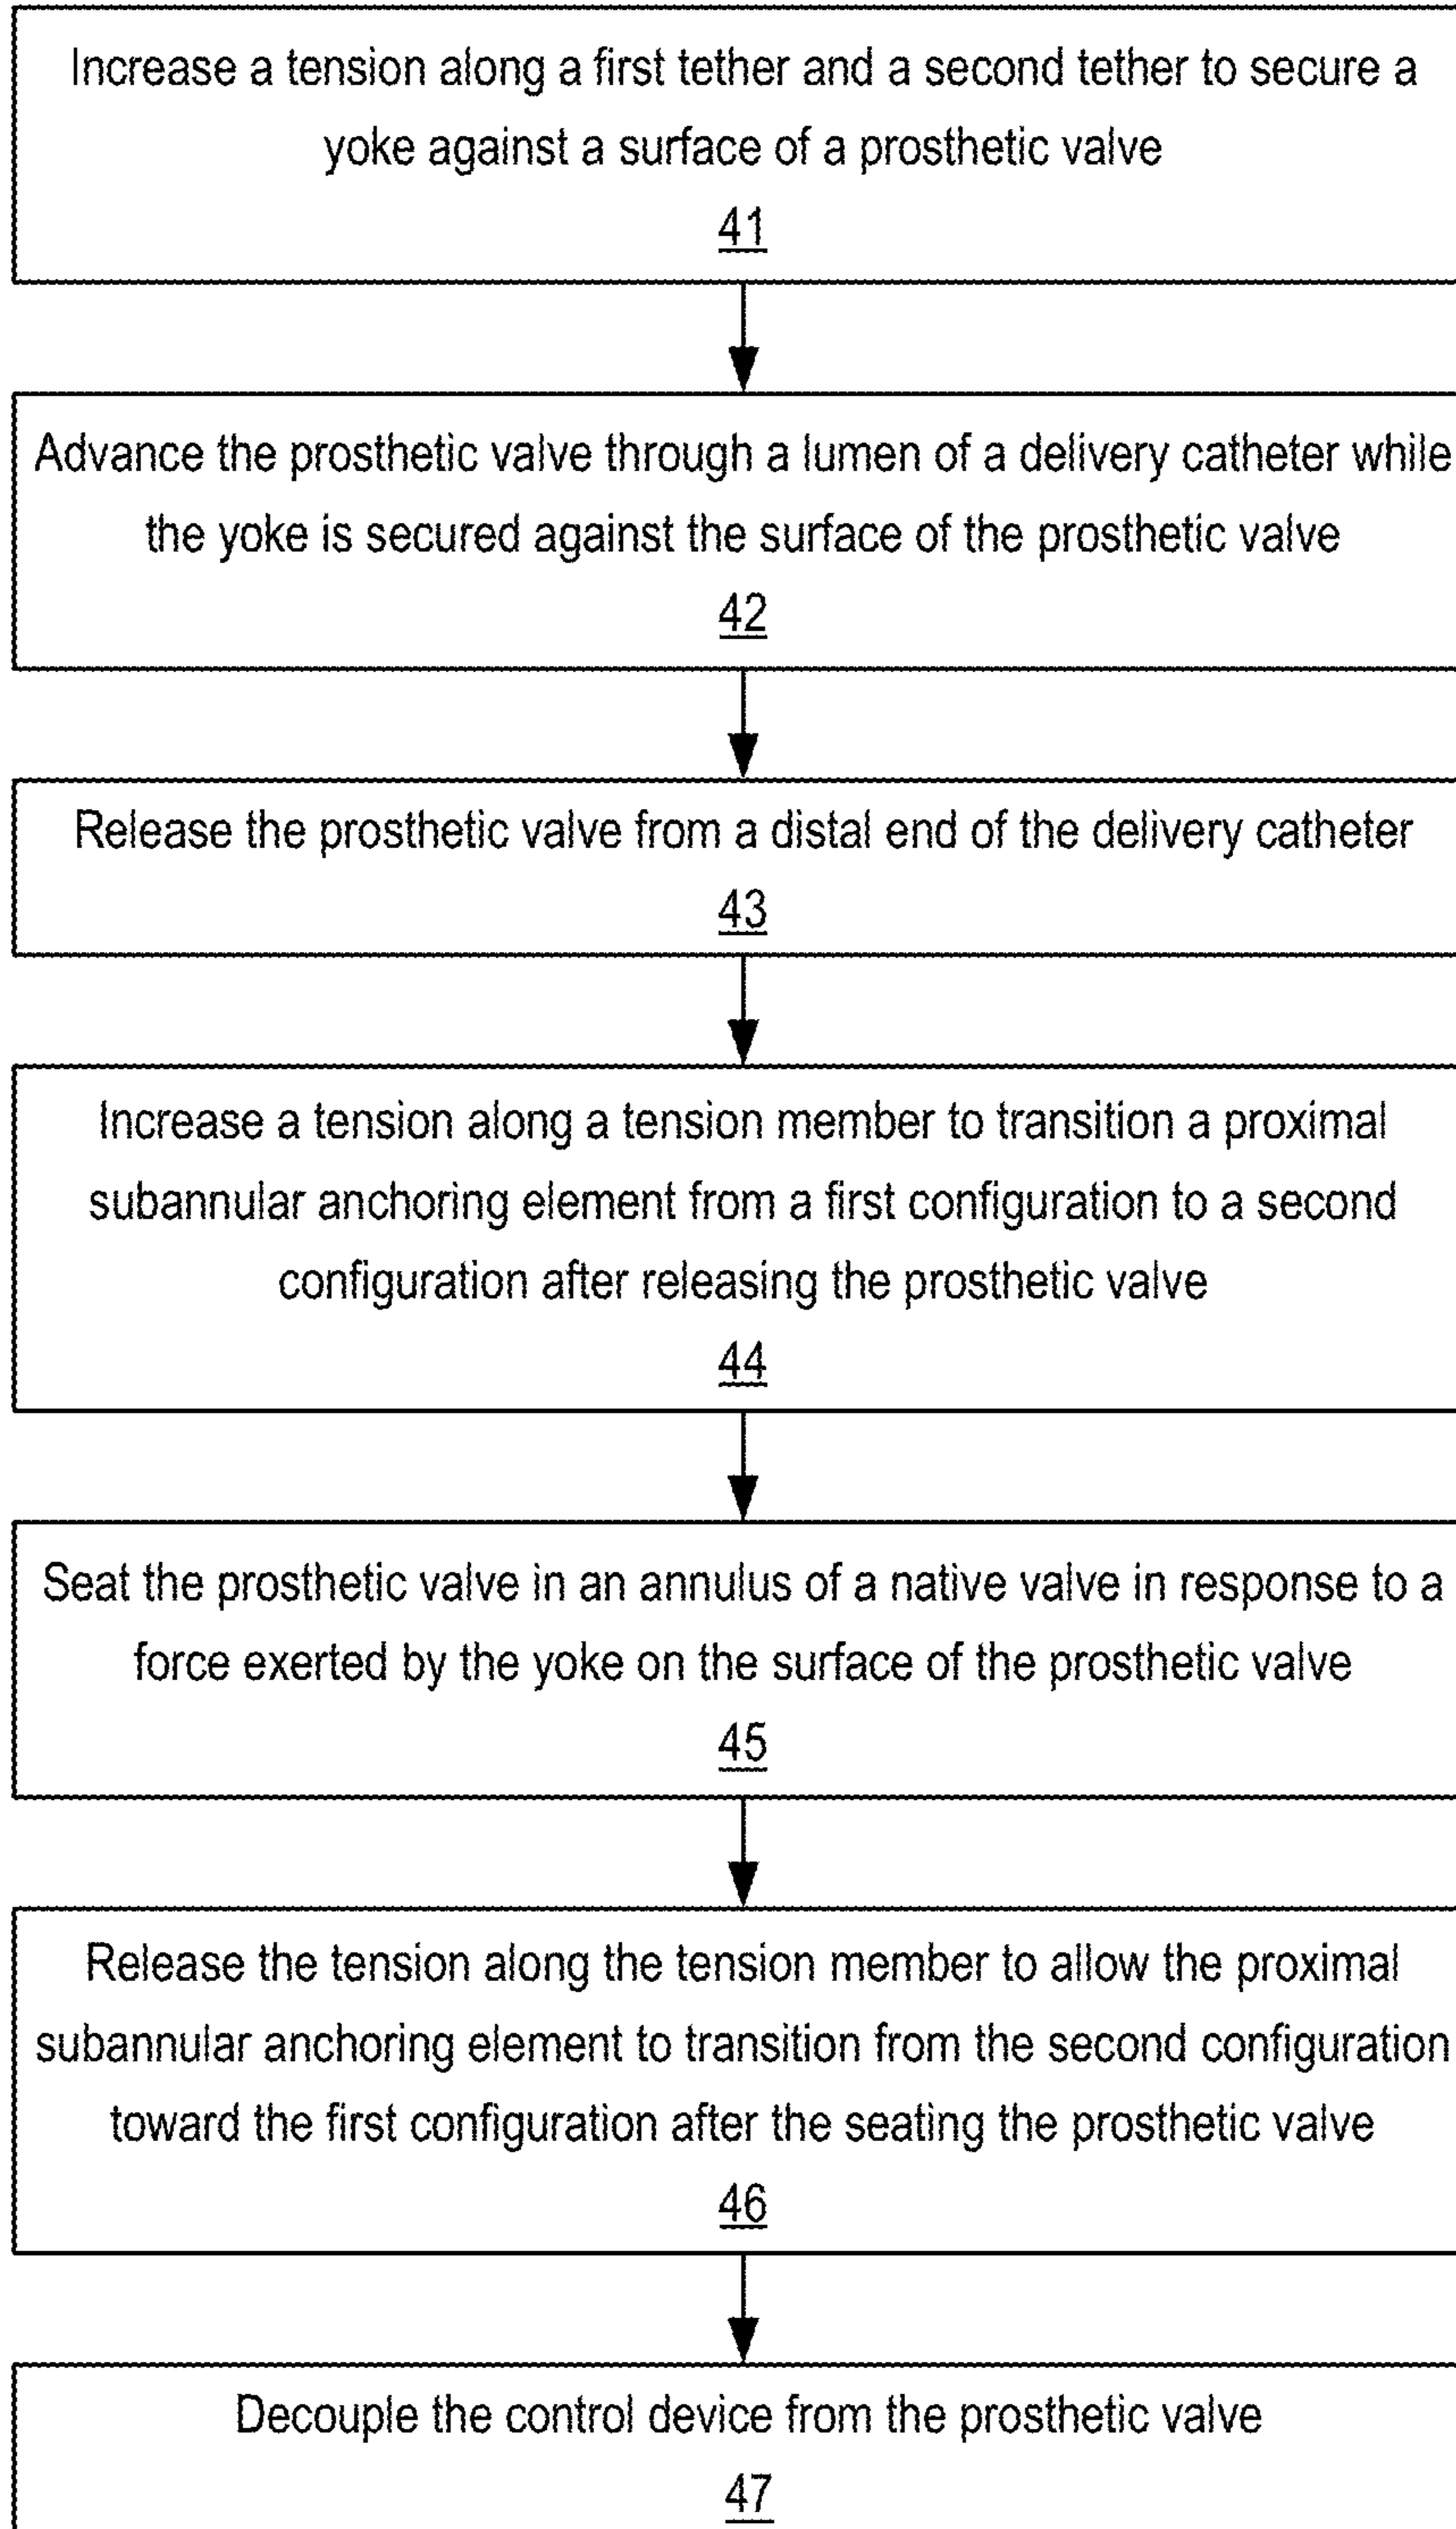 Increase a tension along a first tether and a second tether to secure a
yoke against a surface of a prosthetic valve
41
Advance the prosthetic valve through a lumen of a delivery catheter while
the yoke is secured against the surface of the prosthetic valve
42
Release the prosthetic valve from a distal end of the delivery catheter
43
Increase a tension along a tension member to transition a proximal
subannular anchoring element from a first configuration to a second
configuration after releasing the prosthetic valve
44
Seat the prosthetic valve in an annulus of a native valve in response to a
force exerted by the yoke on the surface of the prosthetic valve
45
Release the tension along the tension member to allow the proximal
subannular anchoring element to transition from the second configuration
toward the first configuration after the seating the prosthetic valve
46
Decouple the control device from the prosthetic valve
47